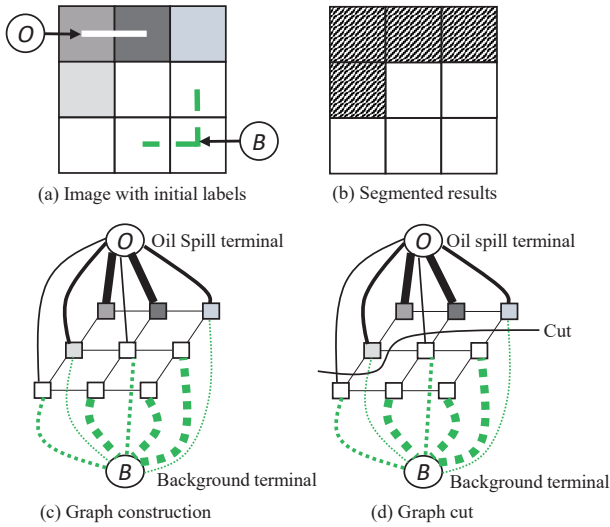 O
B
(a) Image with initial labels
(b) Segmented results
O Oil Spill terminal
O Oil spill terminal
Cut
B Background terminal
B Background terminal
(c) Graph construction
(d) Graph cut